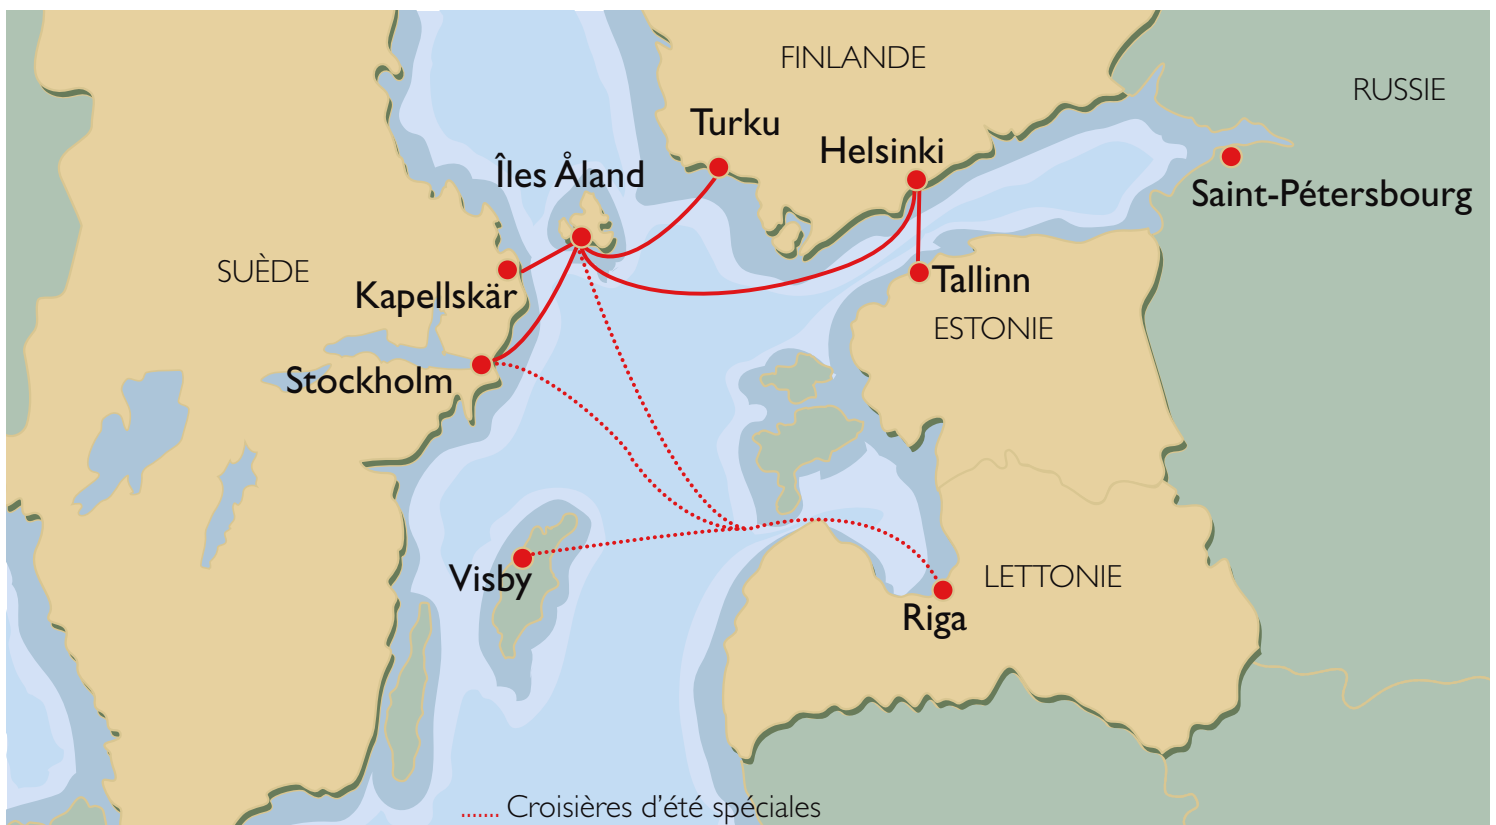 FINLANDE
RUSSIE
Turku
Helsinki
Îles Åland
Saint-Pétersbourg
SUÈDE
Kapellskär
Tallinn
ESTONIE
Stockholm
Visby
LETTONIE
Riga
....... Croisières d'été spéciales